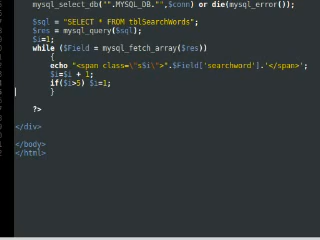 mysql_select_db("".MYSQL_DB."",$conn) or die(mysql_error());
$sql = "SELECT * FROM tblSearchWords";
$res = mysql_query($sql);
$i=1;
while ($Field = mysql_fetch_array($res))
{
echo "<span class=\"s$i\">".$Field['searchword'].'</span>';
$i=$i + 1;
if($i>5) $i=1;
}
?>
</div>
</body>
</html>